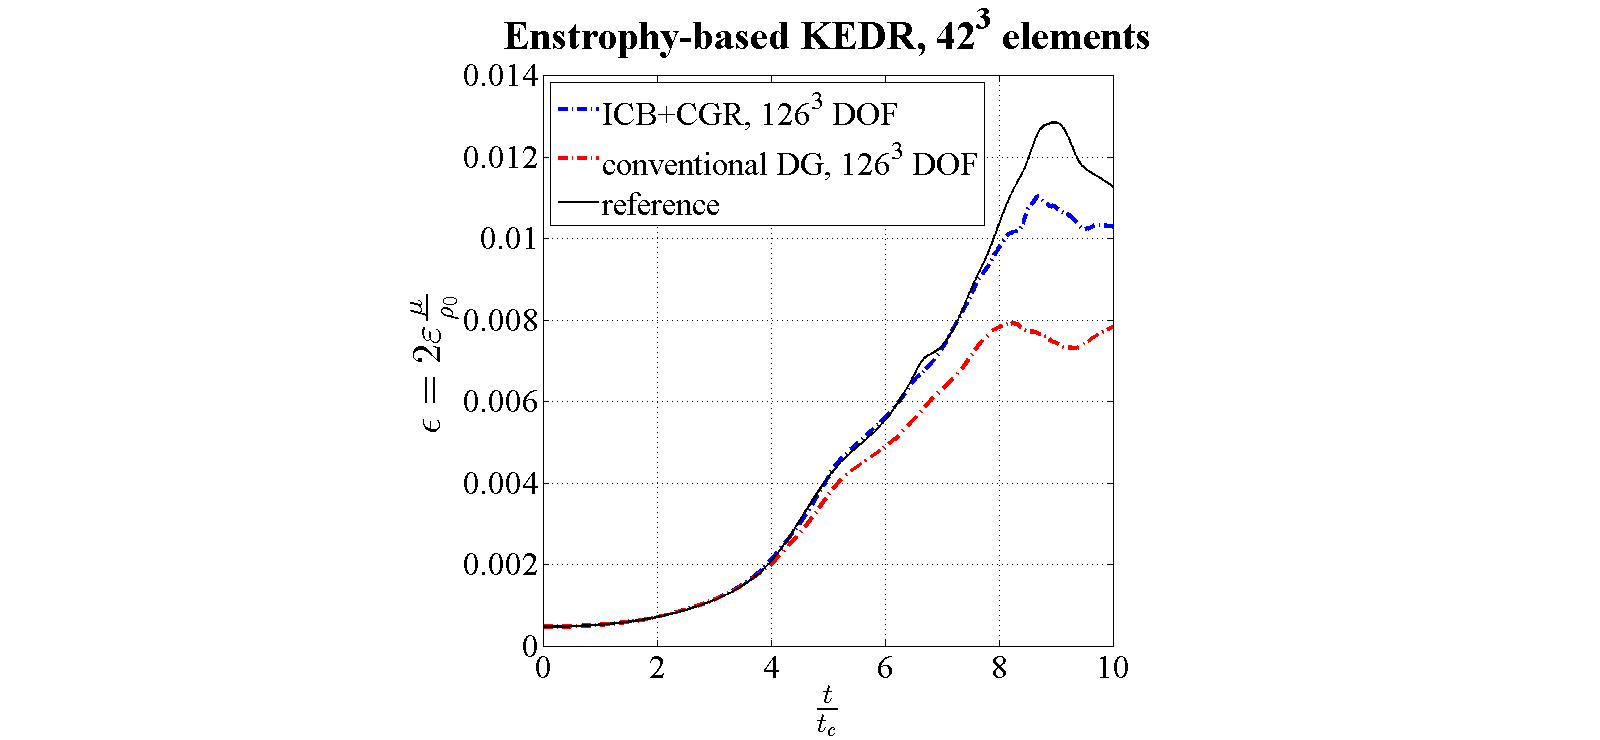 Enstrophy-based KEDR, 42³ elements
0.014
0.012
0.01
0.008
0.006
0.004
0.002
0
ϵ = 2ε μ/ρ₀
ICB+CGR, 126³ DOF
conventional DG, 126³ DOF
reference
0 2 4 6 8 10
t/t_c